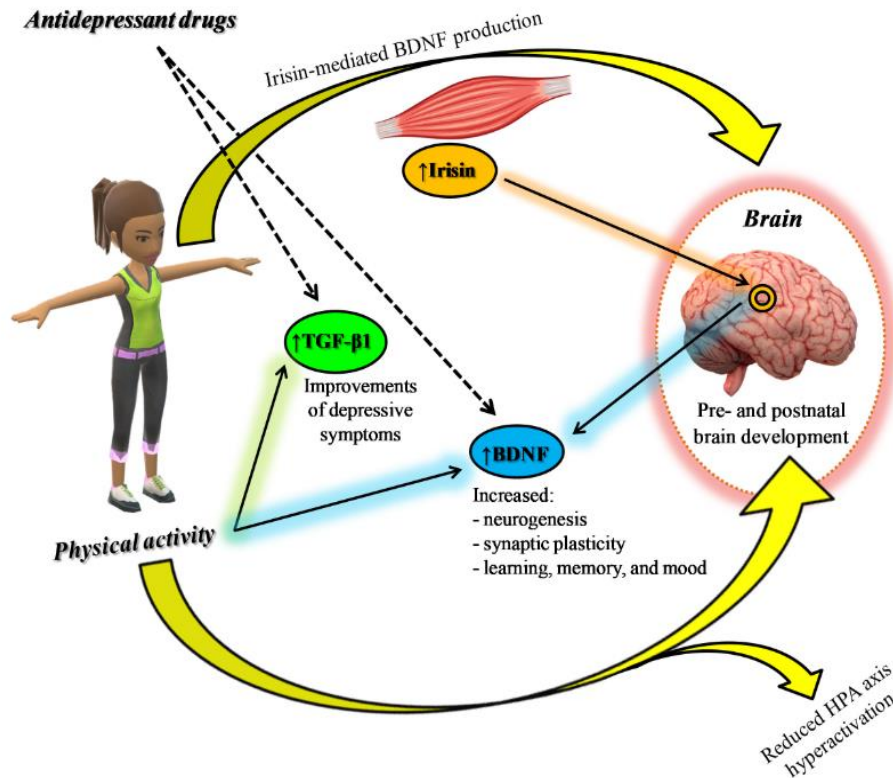 Antidepressant drugs
Irisin-mediated BDNF production
↑Irisin
Brain
↑TGF-β1
Improvements
of depressive
symptoms
Pre- and postnatal
brain development
↑BDNF
Increased:
- neurogenesis
- synaptic plasticity
- learning, memory, and mood
Physical activity
Reduced HPA axis
hyperactivation